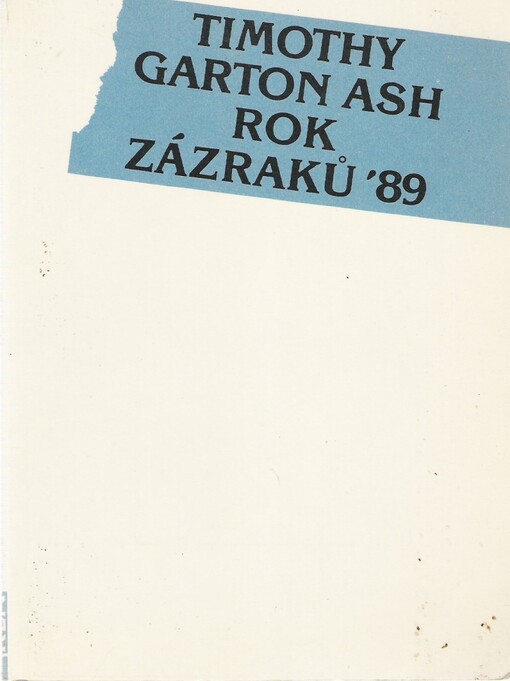 TIMOTHY
GARTON ASH
ROK
ZÁZRAKŮ '89